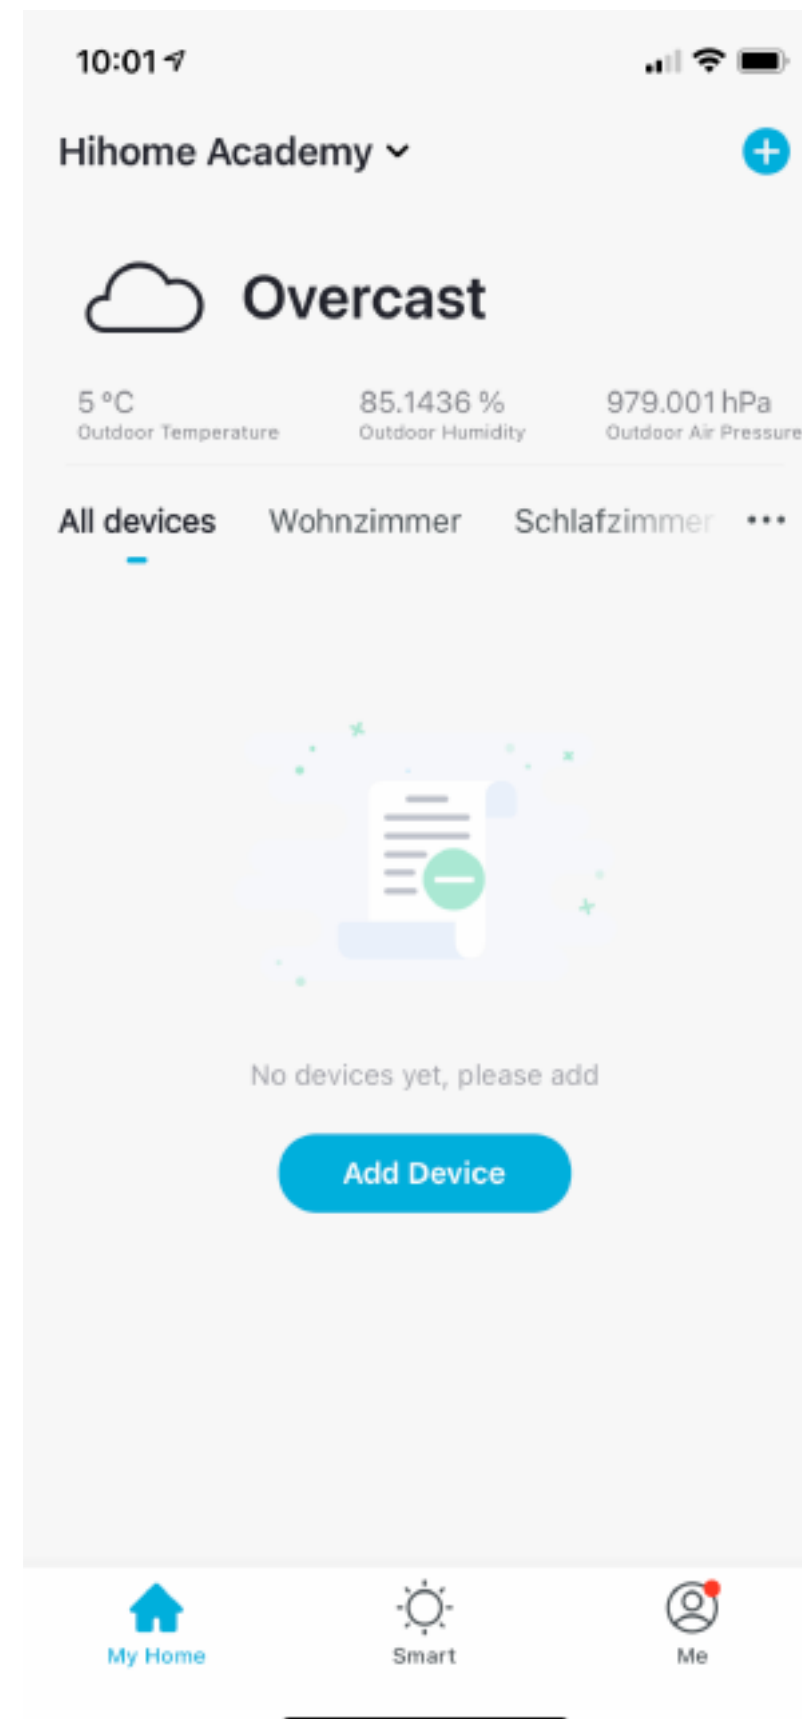 10:01
Hihome Academy
Overcast
5 °C 85.1436 % 979.001 hPa
Outdoor Temperature Outdoor Humidity Outdoor Air Pressure
All devices Wohnzimmer Schlafzimmer
No devices yet, please add
Add Device
My Home Smart Me